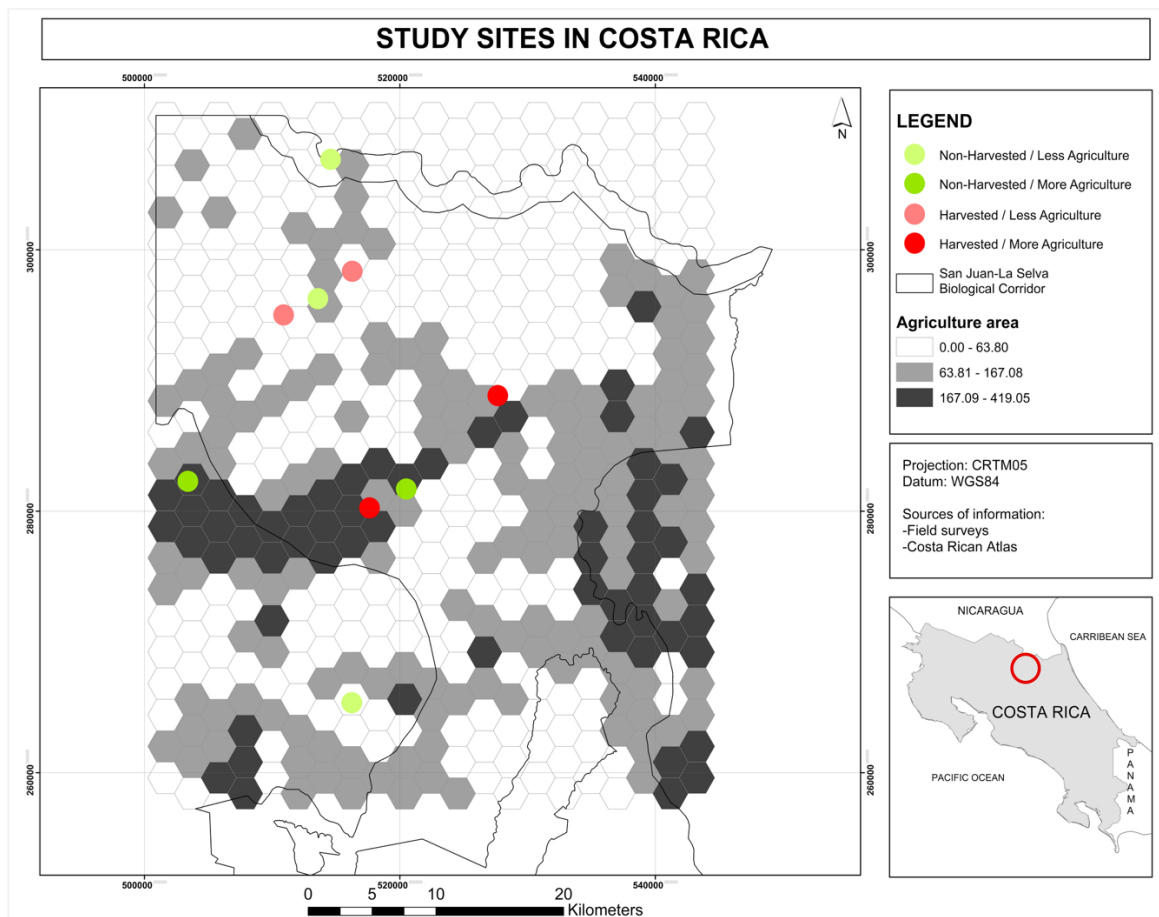 STUDY SITES IN COSTA RICA
500000
520000
540000
N
300000
300000
280000
280000
260000
260000
500000
520000
540000
0
5
10
20
Kilometers
LEGEND
Non-Harvested / Less Agriculture
Non-Harvested / More Agriculture
Harvested / Less Agriculture
Harvested / More Agriculture
San Juan-La Selva
Biological Corridor
Agriculture area
0.00 - 63.80
63.81 - 167.08
167.09 - 419.05
Projection: CRTM05
Datum: WGS84
Sources of information:
-Field surveys
-Costa Rican Atlas
NICARAGUA
CARRIBEAN SEA
COSTA RICA
PACIFIC OCEAN
PANAMA